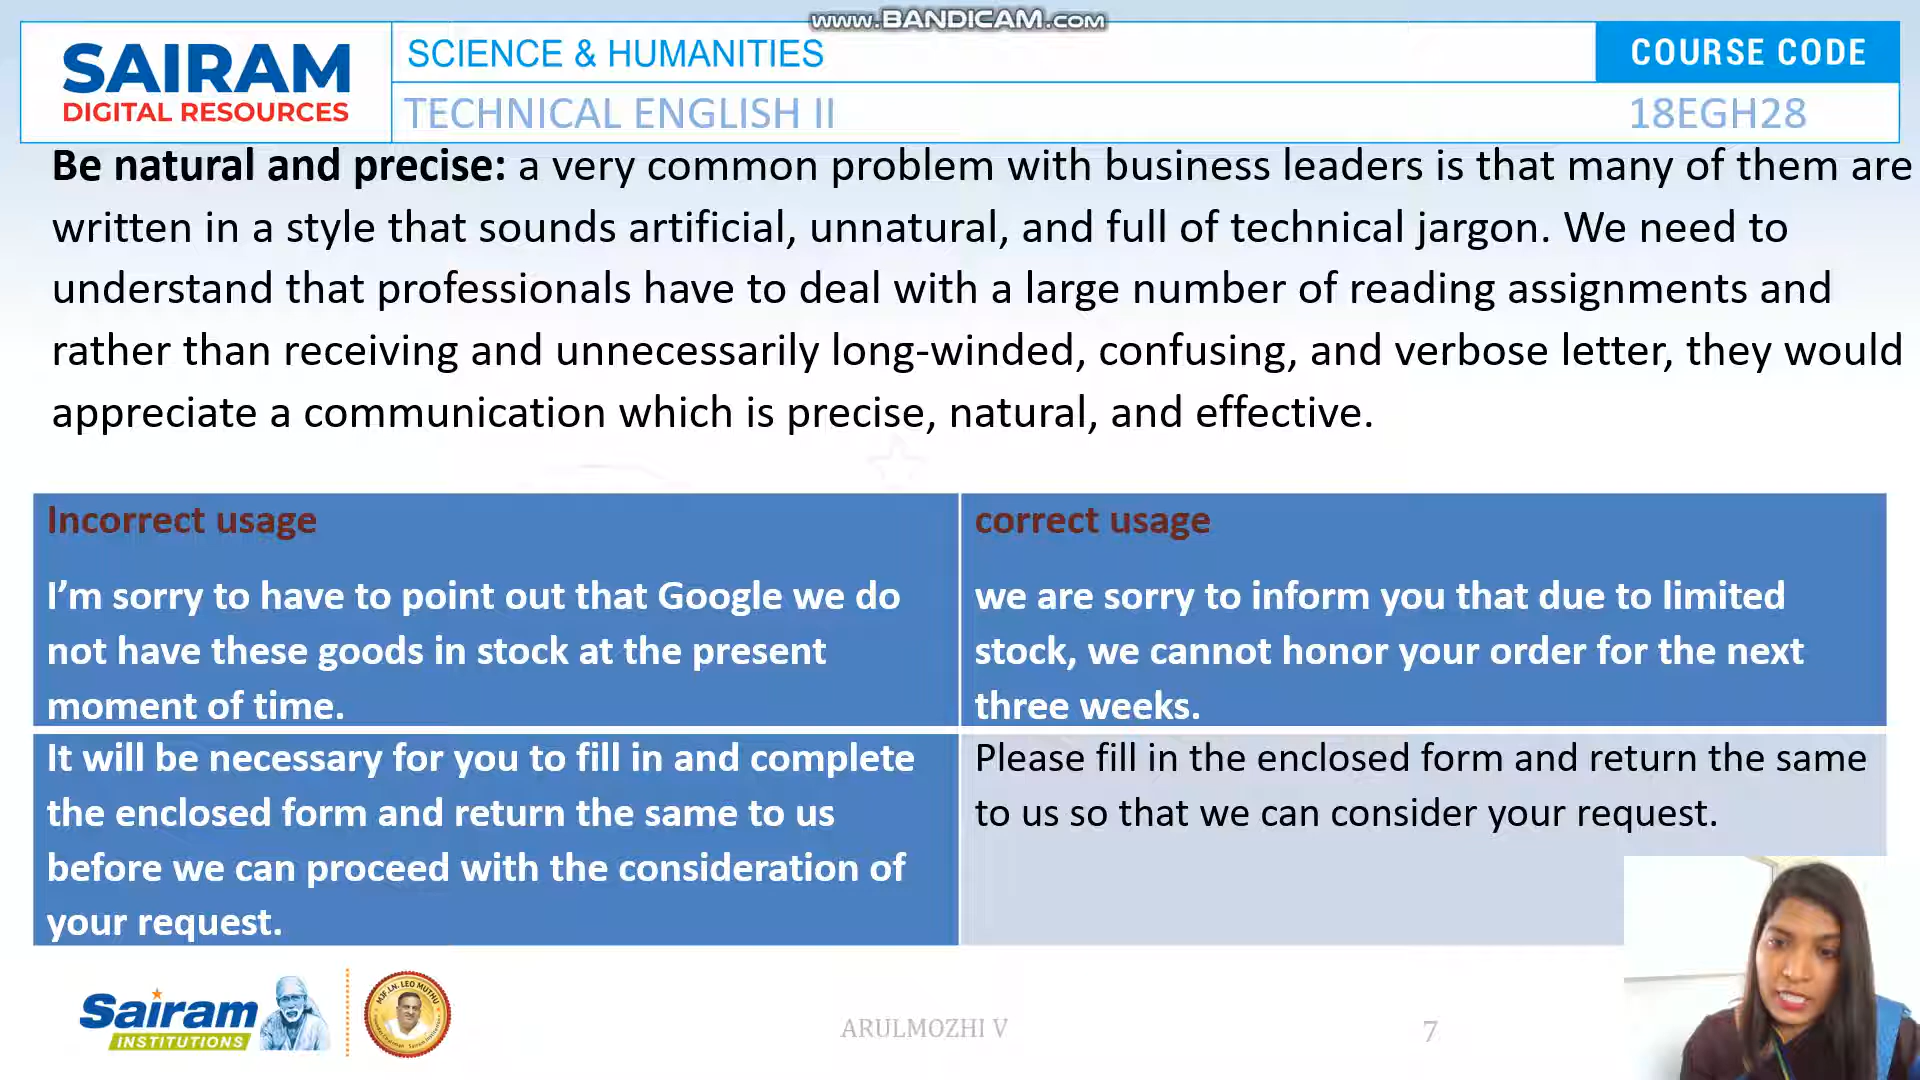 www.BANDICAM.com
SAIRAM
DIGITAL RESOURCES
SCIENCE & HUMANITIES
COURSE CODE
TECHNICAL ENGLISH II
18EGH28
Be natural and precise: a very common problem with business leaders is that many of them are
written in a style that sounds artificial, unnatural, and full of technical jargon. We need to
understand that professionals have to deal with a large number of reading assignments and
rather than receiving and unnecessarily long-winded, confusing, and verbose letter, they would
appreciate a communication which is precise, natural, and effective.
Incorrect usage
I’m sorry to have to point out that Google we do
not have these goods in stock at the present
moment of time.
correct usage
we are sorry to inform you that due to limited
stock, we cannot honor your order for the next
three weeks.
It will be necessary for you to fill in and complete
the enclosed form and return the same to us
before we can proceed with the consideration of
your request.
Please fill in the enclosed form and return the same
to us so that we can consider your request.
Sairam
INSTITUTIONS
MJF.LN. LEO MUTHU
ARULMOZHI V
7